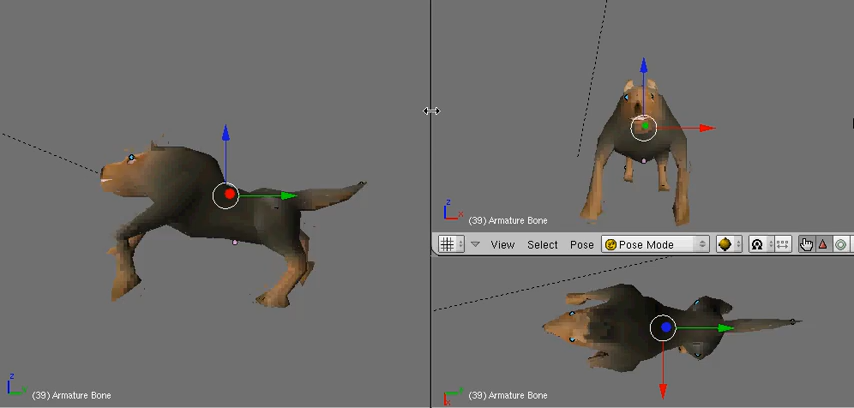 z
y
(39) Armature Bone
z
x
(39) Armature Bone
View Select Pose Pose Mode
y
x
(39) Armature Bone